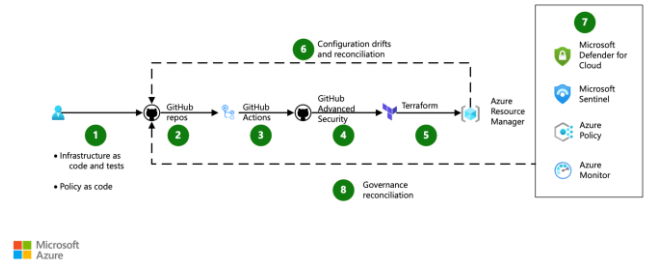 7
Microsoft
Defender for
Cloud
Microsoft
Sentinel
Azure
Policy
Azure
Monitor
6
Configuration drifts
and reconciliation
GitHub
repos
GitHub
Actions
GitHub
Advanced
Security
Terraform
Azure
Resource
Manager
1
2
3
4
5
• Infrastructure as
code and tests
• Policy as code
8
Governance
reconciliation
Microsoft
Azure